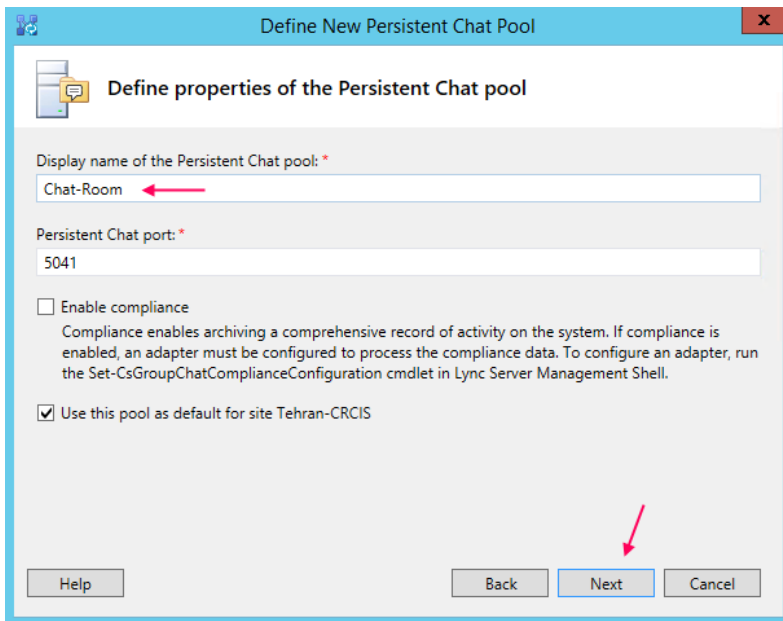 Define New Persistent Chat Pool
x
Define properties of the Persistent Chat pool
Display name of the Persistent Chat pool: *
Chat-Room
Persistent Chat port: *
5041
Enable compliance
Compliance enables archiving a comprehensive record of activity on the system. If compliance is
enabled, an adapter must be configured to process the compliance data. To configure an adapter, run
the Set-CsGroupChatComplianceConfiguration cmdlet in Lync Server Management Shell.
Use this pool as default for site Tehran-CRCIS
Help Back Next Cancel